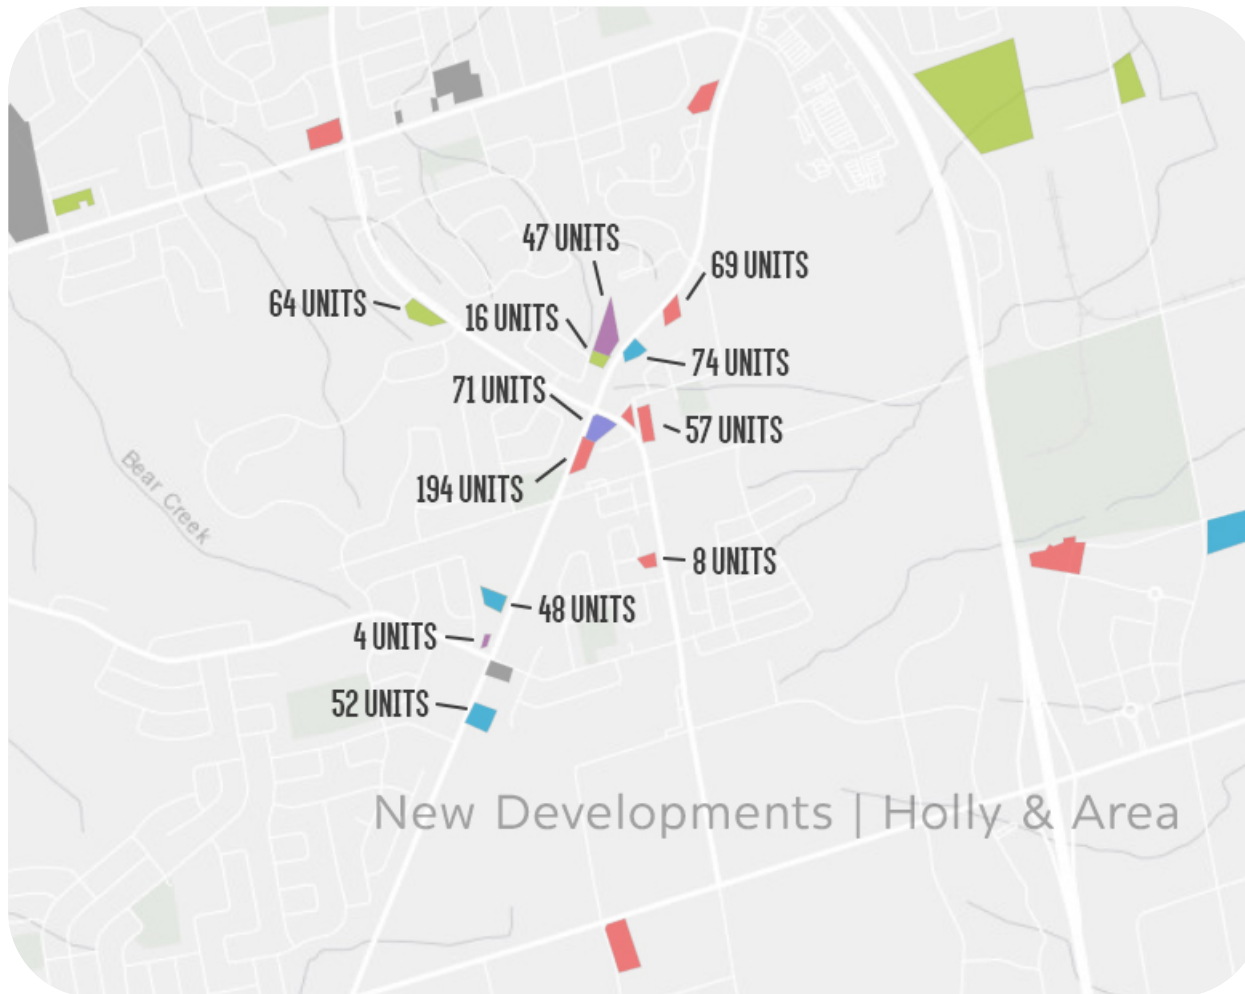 47 UNITS
69 UNITS
64 UNITS
16 UNITS
74 UNITS
71 UNITS
57 UNITS
194 UNITS
Bear Creek
8 UNITS
48 UNITS
4 UNITS
52 UNITS
New Developments | Holly & Area